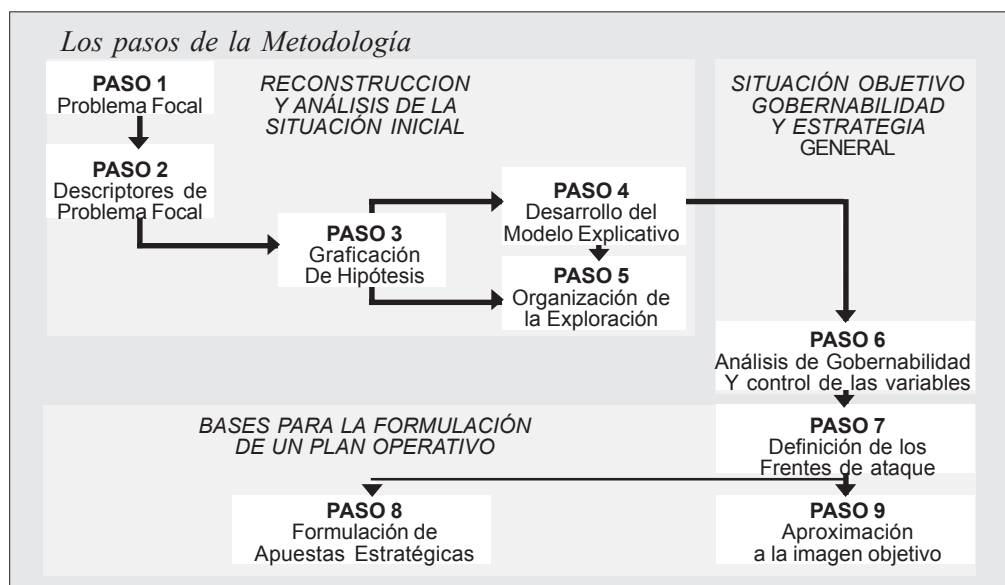 Los pasos de la Metodología
PASO 1
Problema Focal
RECONSTRUCCION
Y ANÁLISIS DE LA
SITUACIÓN INICIAL
SITUACIÓN OBJETIVO
GOBERNABILIDAD
Y ESTRATEGIA
GENERAL
PASO 2
Descriptores de
Problema Focal
PASO 3
Graficación
De Hipótesis
PASO 4
Desarrollo del
Modelo Explicativo
PASO 5
Organización de
la Exploración
PASO 6
Análisis de Gobernabilidad
Y control de las variables
BASES PARA LA FORMULACIÓN
DE UN PLAN OPERATIVO
PASO 7
Definición de los
Frentes de ataque
PASO 8
Formulación de
Apuestas Estratégicas
PASO 9
Aproximación
a la imagen objetivo